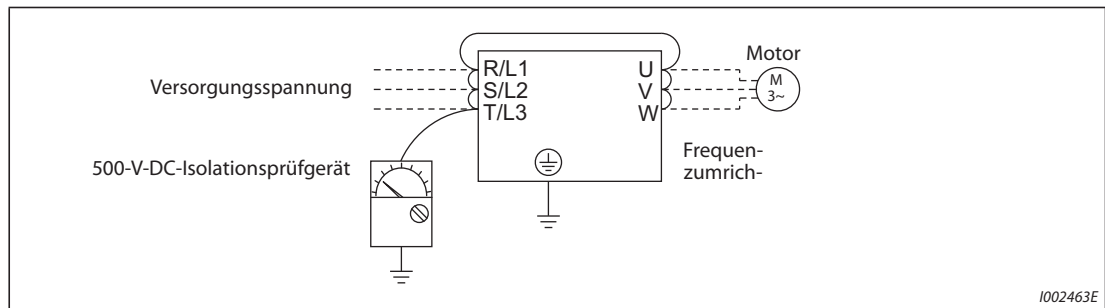 Motor
R/L1
U
M
3~
Versorgungsspannung
S/L2
V
T/L3
W
500-V-DC-Isolationsprüfgerät
Frequen-
zumrich-
I002463E